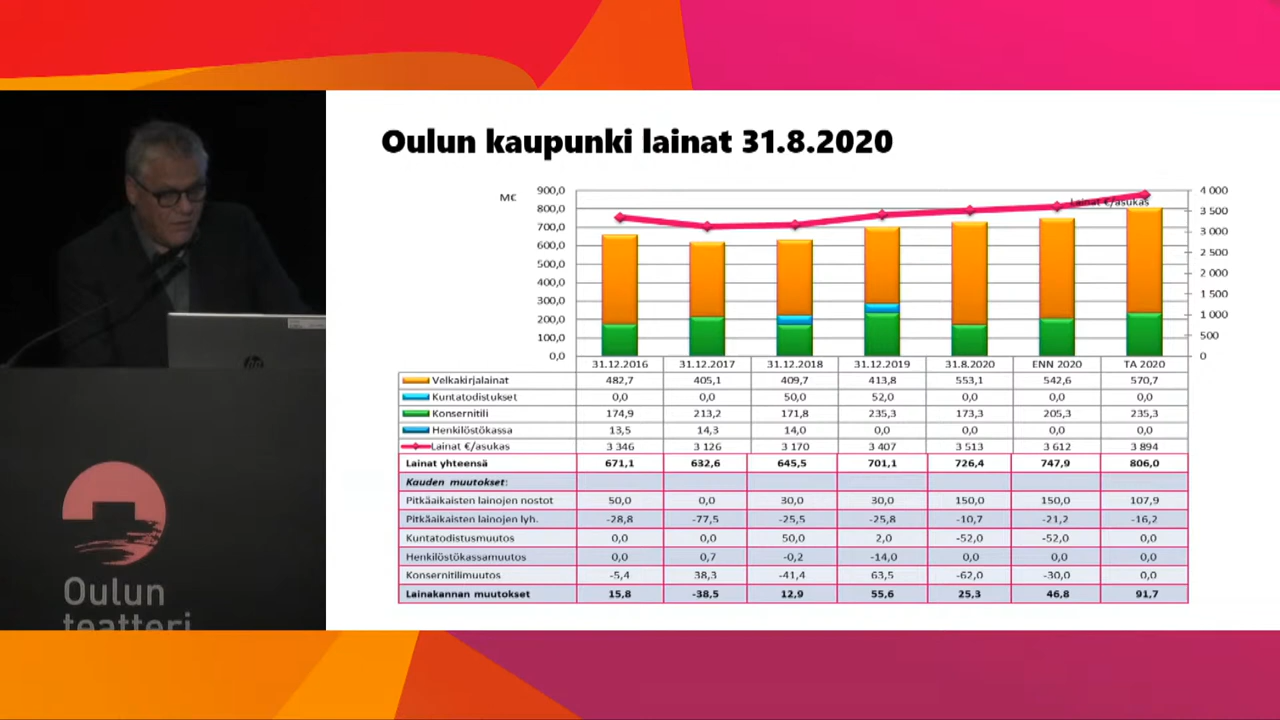 Oulun kaupunki lainat 31.8.2020
M€
900,0
800,0
700,0
600,0
500,0
400,0
300,0
200,0
100,0
0,0
Lainat €/asukas
4 000
3 500
3 000
2 500
2 000
1 500
1 000
500
0
31.12.2016 31.12.2017 31.12.2018 31.12.2019 31.8.2020 ENN 2020 TA 2020
Velkakirjalainat 482,7 405,1 409,7 413,8 553,1 542,6 570,7
Kuntatodistukset 0,0 0,0 50,0 52,0 0,0 0,0 0,0
Konsernitili 174,9 213,2 171,8 235,3 173,3 205,3 235,3
Henkilöstökassa 13,5 14,3 14,0 0,0 0,0 0,0 0,0
Lainat €/asukas 3 346 3 126 3 170 3 407 3 513 3 612 3 894
Lainat yhteensä 671,1 632,6 645,5 701,1 726,4 747,9 806,0
Kauden muutokset:
Pitkäaikaisten lainojen nostot 50,0 0,0 30,0 30,0 150,0 150,0 107,9
Pitkäaikaisten lainojen lyh. -28,8 -77,5 -25,5 -25,8 -10,7 -21,2 -16,2
Kuntatodistusmuutos 0,0 0,0 50,0 2,0 -52,0 -52,0 0,0
Henkilöstökassamuutos 0,0 0,7 -0,2 -14,0 0,0 0,0 0,0
Konsernitilimuutos -5,4 38,3 -41,4 63,5 -62,0 -30,0 0,0
Lainakannan muutokset 15,8 -38,5 12,9 55,6 25,3 46,8 91,7
hp
Oulun
teatteri